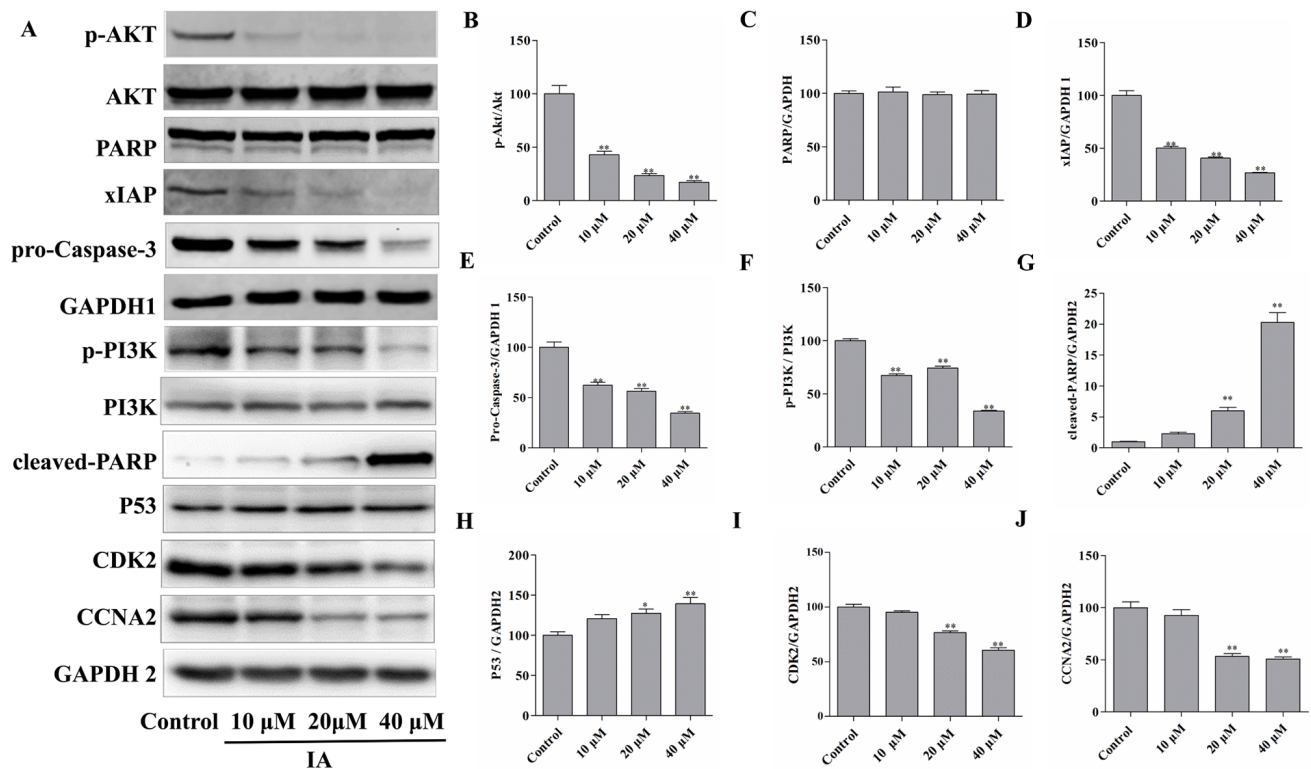 A
p-AKT
AKT
PARP
xIAP
pro-Caspase-3
GAPDH1
p-PI3K
PI3K
cleaved-PARP
P53
CDK2
CCNA2
GAPDH 2
Control 10 µM 20µM 40 µM
IA
B
p-Akt/Akt
150
100
50
0
** ** **
Control 10 µM 20 µM 40 µM
C
PARP/GAPDH
150
100
50
0
Control 10 µM 20 µM 40 µM
D
xIAP/GAPDH 1
150
100
50
0
** ** **
Control 10 µM 20 µM 40 µM
E
Pro-Caspase-3/GAPDH 1
150
100
50
0
** ** **
Control 10 µM 20 µM 40 µM
F
p-PI3K / PI3K
150
100
50
0
** ** **
Control 10 µM 20 µM 40 µM
G
cleaved-PARP/GAPDH2
25
20
15
10
5
0
** **
Control 10 µM 20 µM 40 µM
H
P53 / GAPDH2
200
150
100
50
0
* **
Control 10 µM 20 µM 40 µM
I
CDK2/GAPDH2
150
100
50
0
** **
Control 10 µM 20 µM 40 µM
J
CCNA2/GAPDH2
150
100
50
0
** **
Control 10 µM 20 µM 40 µM